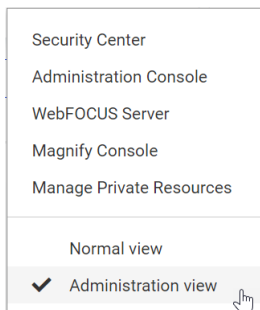 Security Center
Administration Console
WebFOCUS Server
Magnify Console
Manage Private Resources
Normal view
Administration view